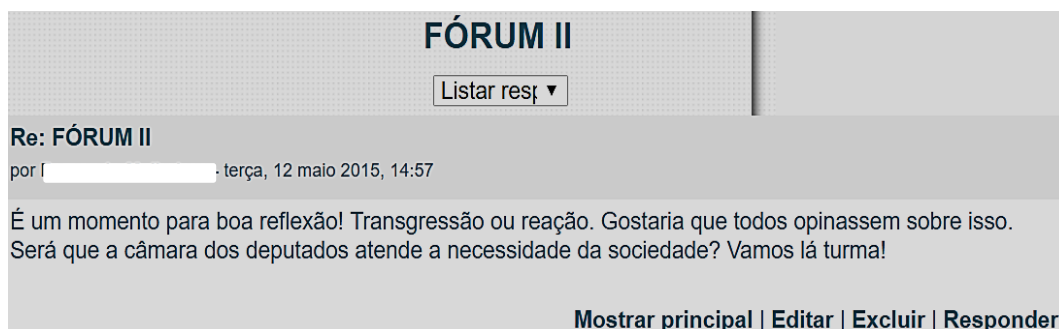 FÓRUM II
Listar resp
Re: FÓRUM II
por - terça, 12 maio 2015, 14:57
É um momento para boa reflexão! Transgressão ou reação. Gostaria que todos opinassem sobre isso.
Será que a câmara dos deputados atende a necessidade da sociedade? Vamos lá turma!
Mostrar principal | Editar | Excluir | Responder